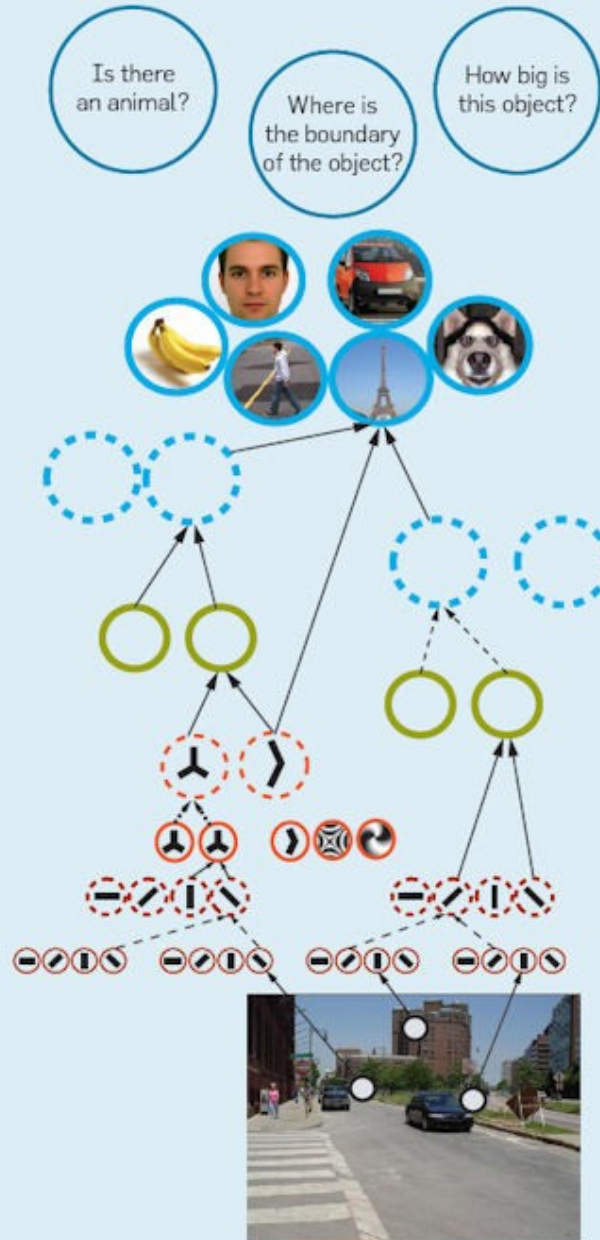 Is there
an animal?
Where is
the boundary
of the object?
How big is
this object?